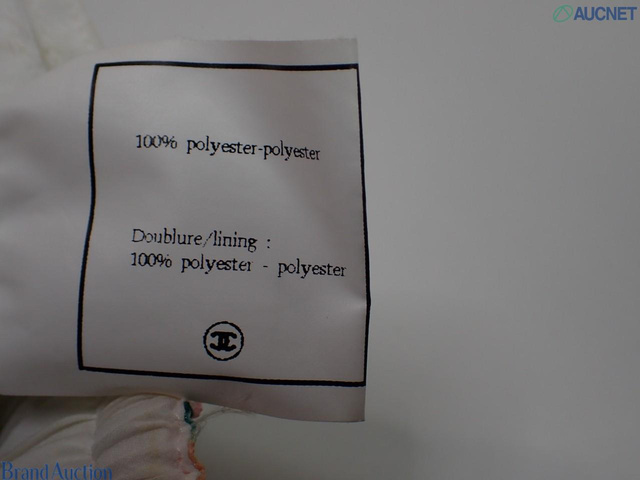 AUCNET
100% polyester-polyester
Doublure/lining :
100% polyester - polyester
Brand Auction